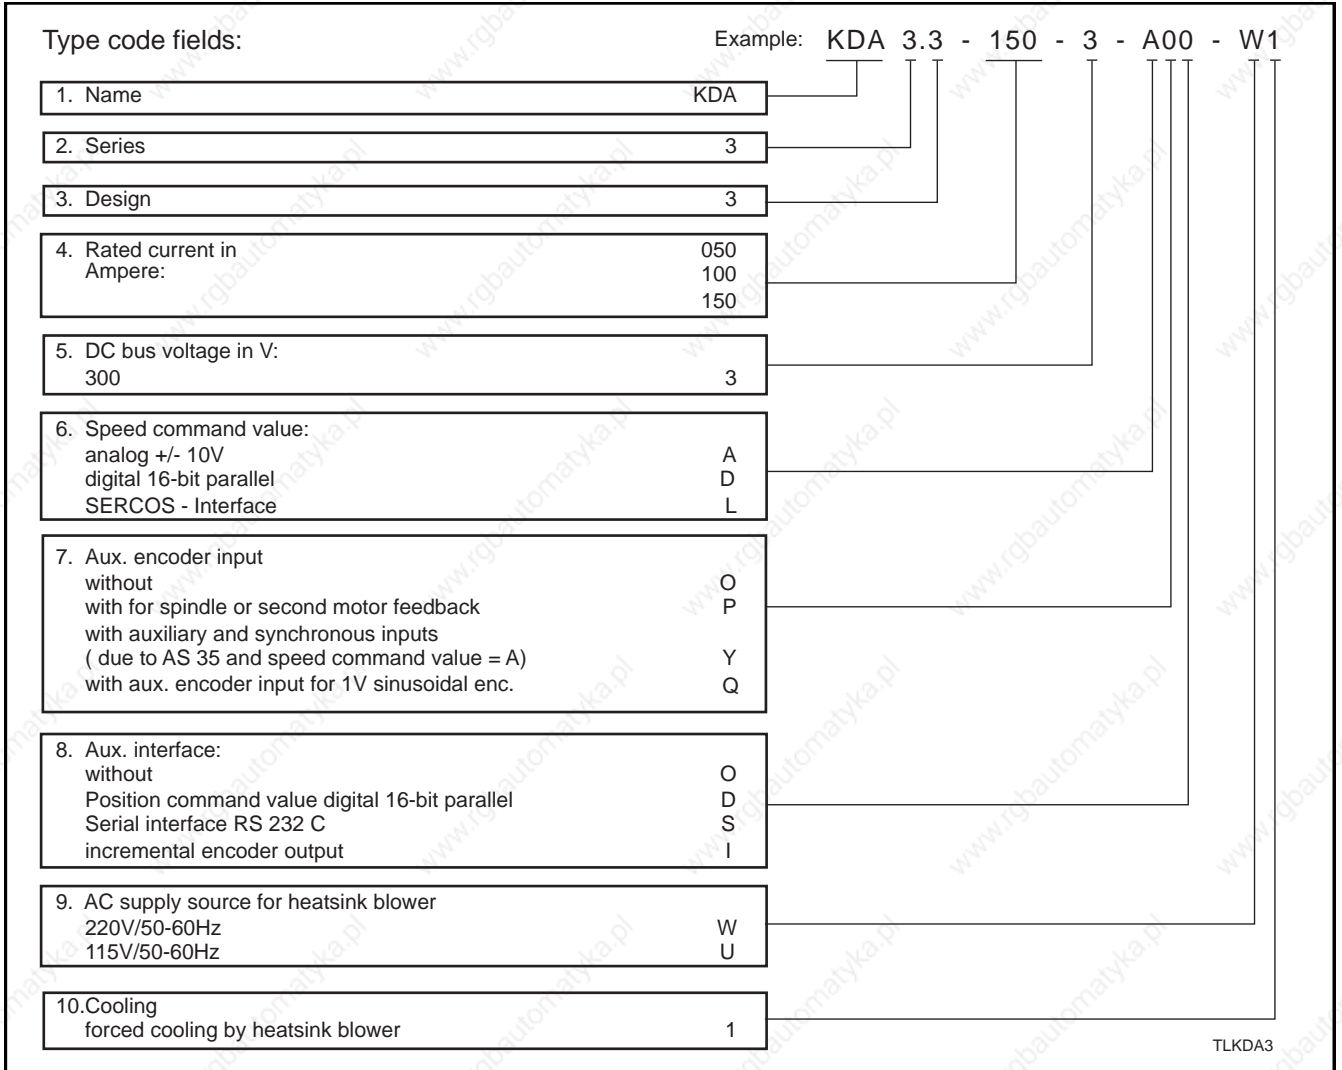 Type code fields: Example: KDA 3.3 - 150 - 3 - A00 - W1
1. Name KDA
2. Series 3
3. Design 3
4. Rated current in 050
Ampere: 100
150
5. DC bus voltage in V:
300 3
6. Speed command value:
analog +/- 10V A
digital 16-bit parallel D
SERCOS - Interface L
7. Aux. encoder input
without O
with for spindle or second motor feedback P
with auxiliary and synchronous inputs
( due to AS 35 and speed command value = A) Y
with aux. encoder input for 1V sinusoidal enc. Q
8. Aux. interface:
without O
Position command value digital 16-bit parallel D
Serial interface RS 232 C S
incremental encoder output I
9. AC supply source for heatsink blower
220V/50-60Hz W
115V/50-60Hz U
10.Cooling
forced cooling by heatsink blower 1
TLKDA3
www.rgbautomatyka.pl